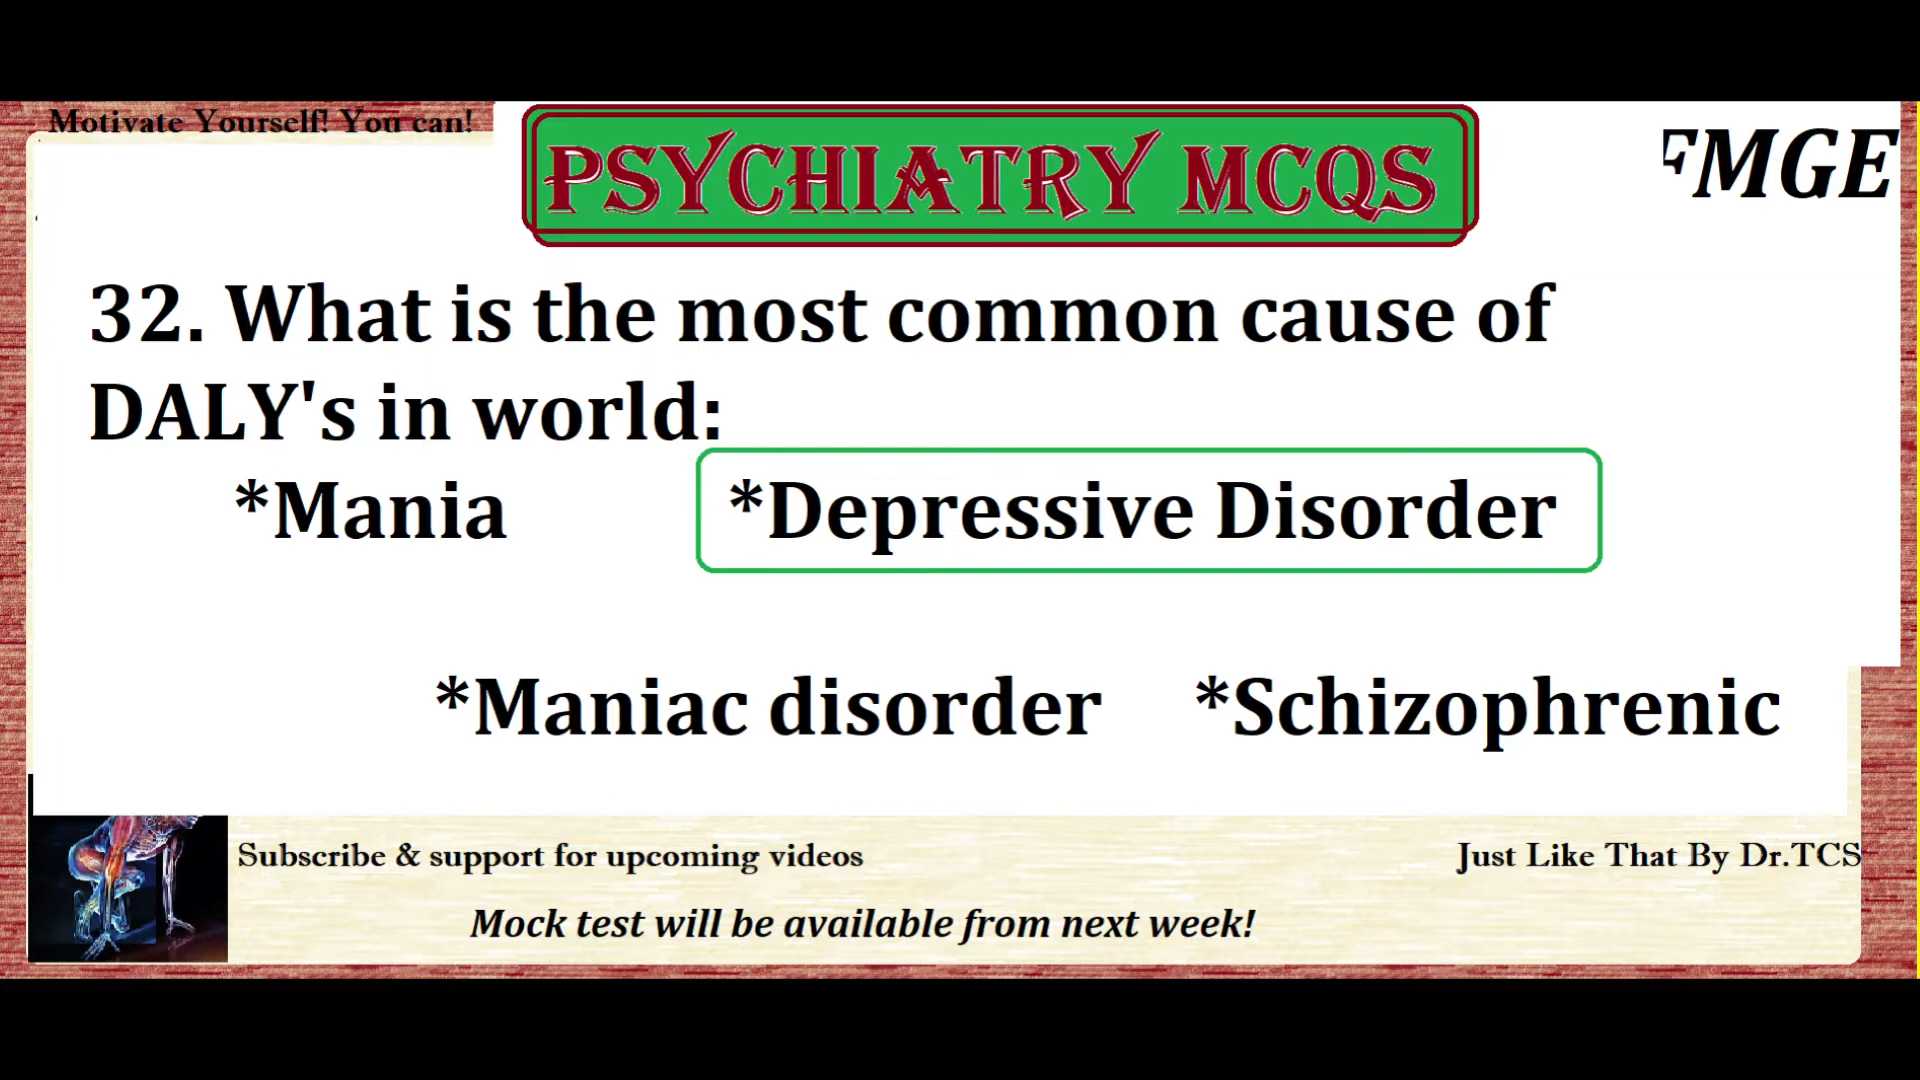 Motivate Yourself! You can!
PSYCHIATRY MCQS
FMGE
32. What is the most common cause of
DALY's in world:
*Mania *Depressive Disorder
*Maniac disorder *Schizophrenic
Subscribe & support for upcoming videos
Just Like That By Dr.TCS
Mock test will be available from next week!